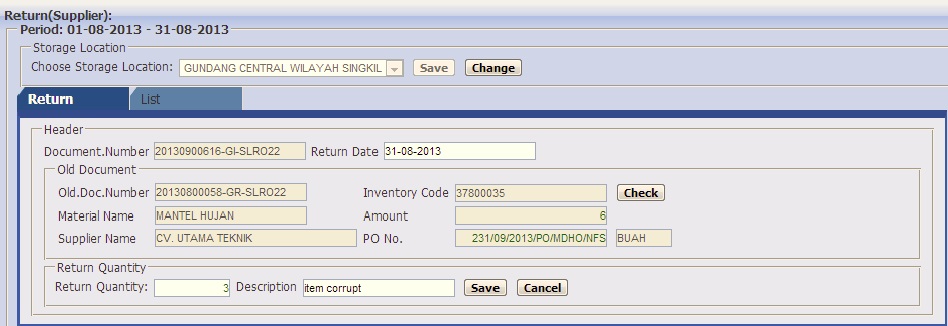 Return(Supplier):
Period: 01-08-2013 - 31-08-2013
Storage Location
Choose Storage Location: GUNDANG CENTRAL WILAYAH SINGKIL Save Change
Return List
Header
Document.Number 20130900616-GI-SLRO22 Return Date 31-08-2013
Old Document
Old.Doc.Number 20130800058-GR-SLRO22 Inventory Code 37800035 Check
Material Name MANTEL HUJAN Amount 6
Supplier Name CV. UTAMA TEKNIK PO No. 231/09/2013/PO/MDHO/NFS BUAH
Return Quantity
Return Quantity: 3 Description item corrupt Save Cancel